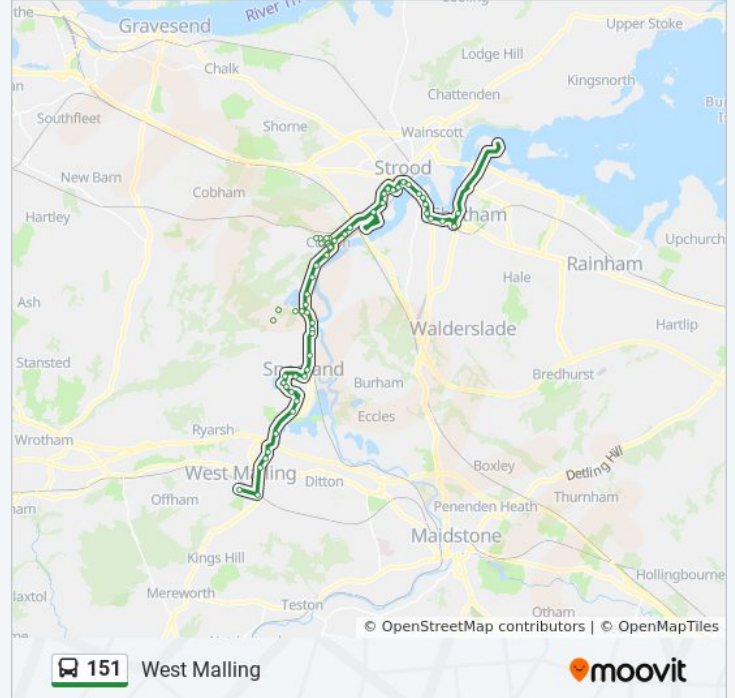 River Th
the
Gravesend
Upper Stoke
Lodge Hill
Chalk
Kingsnorth
Chattenden
Southfleet
Shorne
Wainscott
Strood
New Barn
Cobham
Hartley
Upchurch
Rainham
Hale
Ash
Hartlip
Walderslade
Stansted
Burham
Bredhurst
Eccles
Ryarsh
Wrotham
Boxley
Detling Hill
West Malling
Ditton
Offham
Thurnham
Penenden Heath
Maidstone
Kings Hill
Hollingbourne
Mereworth
Teston
Otham
© OpenStreetMap contributors | © OpenMapTiles
151 West Malling
moovit